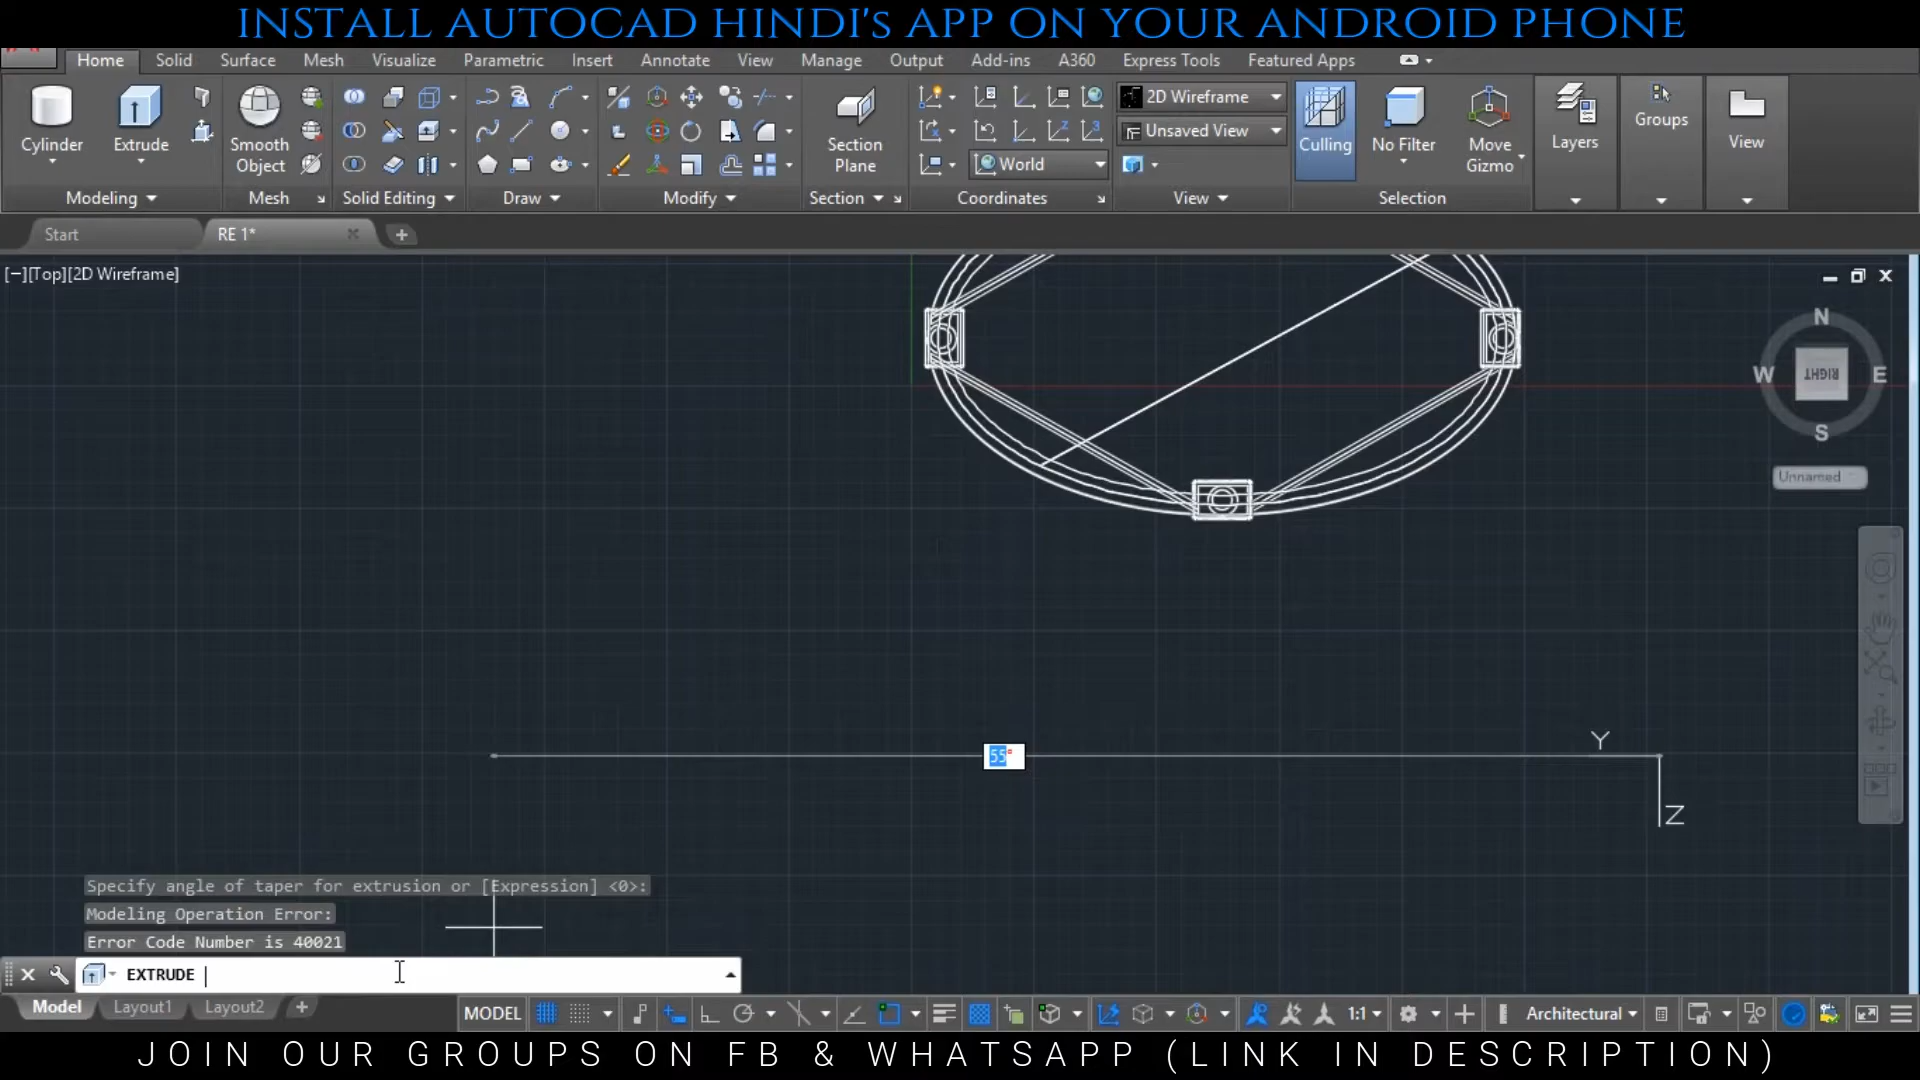 INSTALL AUTOCAD HINDI's APP ON YOUR ANDROID PHONE
Home Solid Surface Mesh Visualize Parametric Insert Annotate View Manage Output Add-ins A360 Express Tools Featured Apps
Cylinder
Extrude
Smooth Object
Section Plane
World
2D Wireframe
Unsaved View
Culling
No Filter
Move Gizmo
Layers
Groups
View
Modeling Mesh Solid Editing Draw Modify Section Coordinates View Selection
Start
RE 1*
[−][Top][2D Wireframe]
N
W
RIGHT
E
S
Unnamed
55°
Y
Z
Specify angle of taper for extrusion or [Expression] <0>:
Modeling Operation Error:
Error Code Number is 40021
EXTRUDE
Model Layout1 Layout2
MODEL
1:1
Architectural
JOIN OUR GROUPS ON FB & WHATSAPP (LINK IN DESCRIPTION)